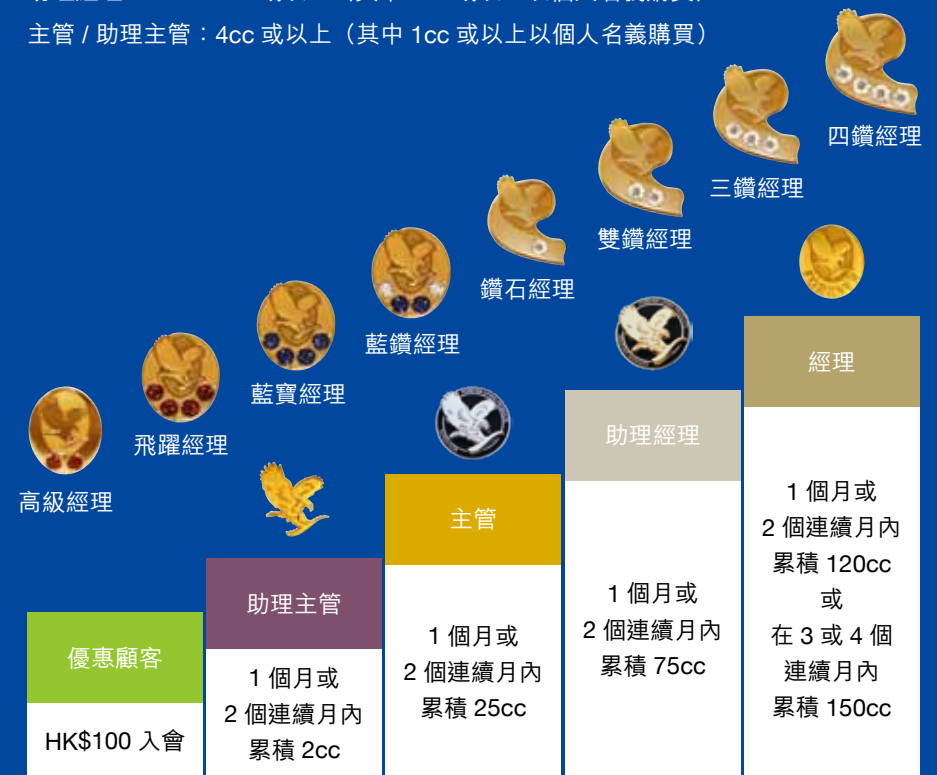 主管 / 助理主管：4cc 或以上（其中 1cc 或以上以個人名義購買）
四鑽經理
三鑽經理
雙鑽經理
鑽石經理
藍鑽經理
藍寶經理
飛躍經理
高級經理
優惠顧客
HK$100 入會
助理主管
1 個月或
2 個連續月內
累積 2cc
主管
1 個月或
2 個連續月內
累積 25cc
助理經理
1 個月或
2 個連續月內
累積 75cc
經理
1 個月或
2 個連續月內
累積 120cc
或
在 3 或 4 個
連續月內
累積 150cc